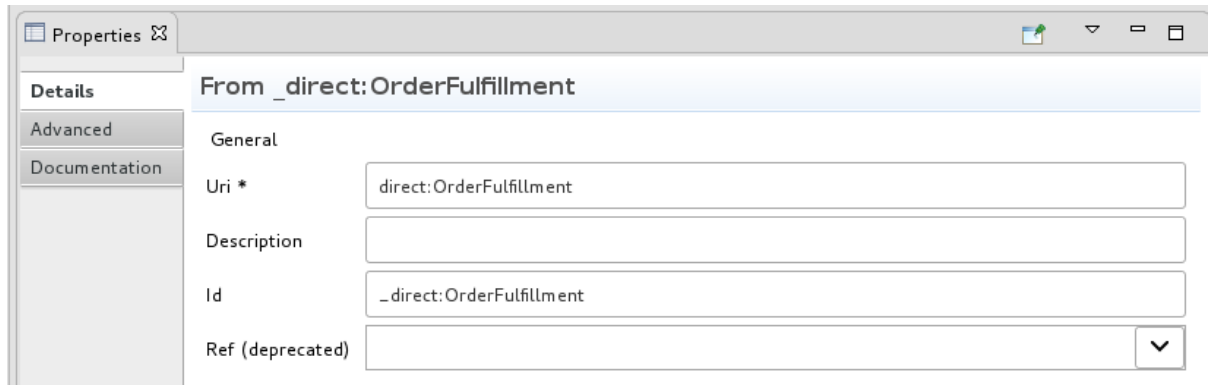 Properties
Details
From _direct:OrderFulfillment
Advanced
General
Documentation
Uri * direct:OrderFulfillment
Description
Id _direct:OrderFulfillment
Ref (deprecated)